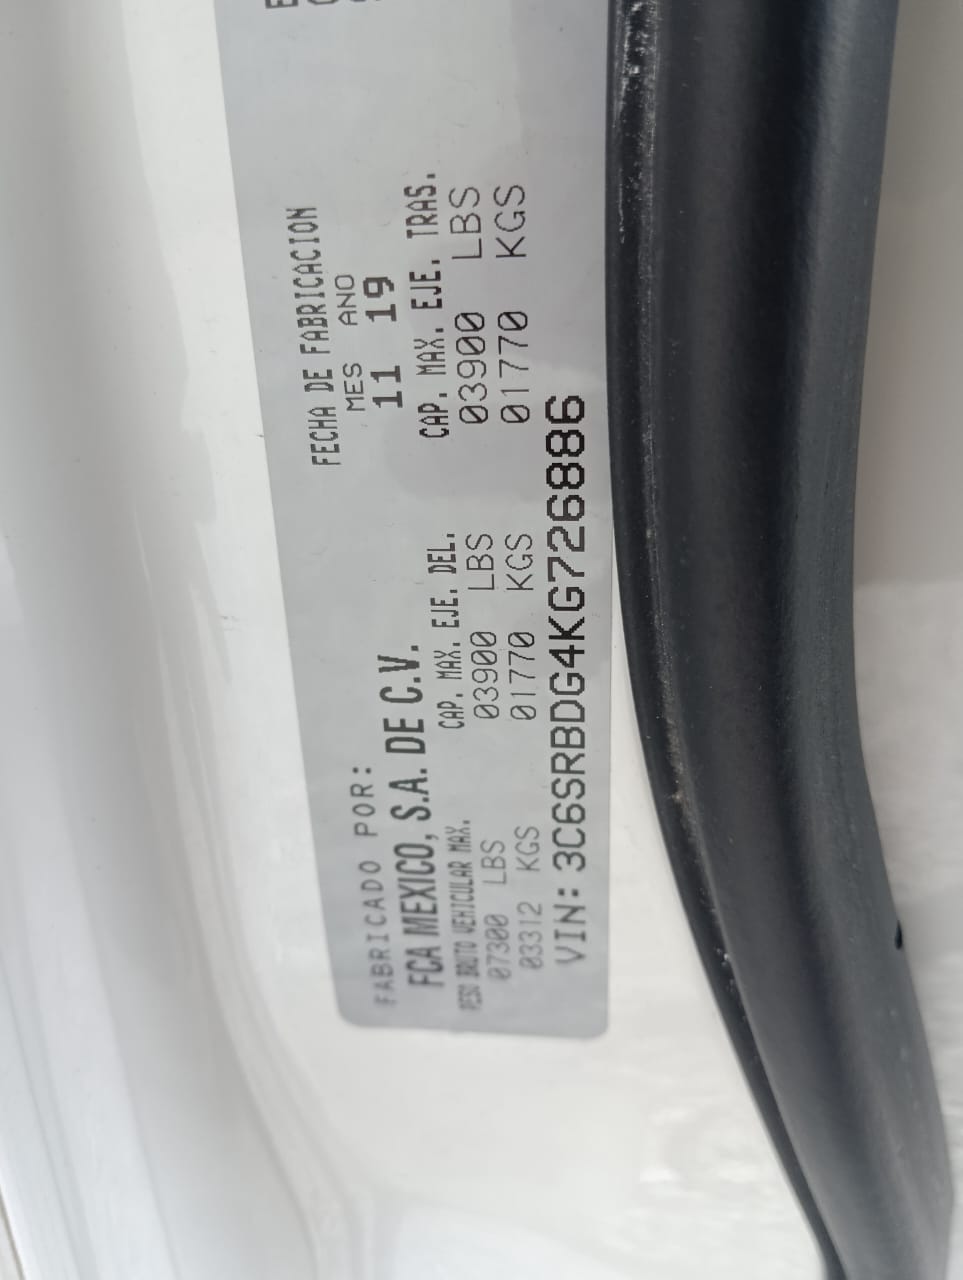 FABRICADO POR:
FCA MEXICO, S.A. DE C.V.
FECHA DE FABRICACION
MES ANO
11 19
PESO BRUTO VEHICULAR MAX.
07300 LBS
03312 KGS
CAP. MAX. EJE. DEL.
03900 LBS
01770 KGS
CAP. MAX. EJE. TRAS.
03900 LBS
01770 KGS
VIN: 3C6SRBDG4KG726886